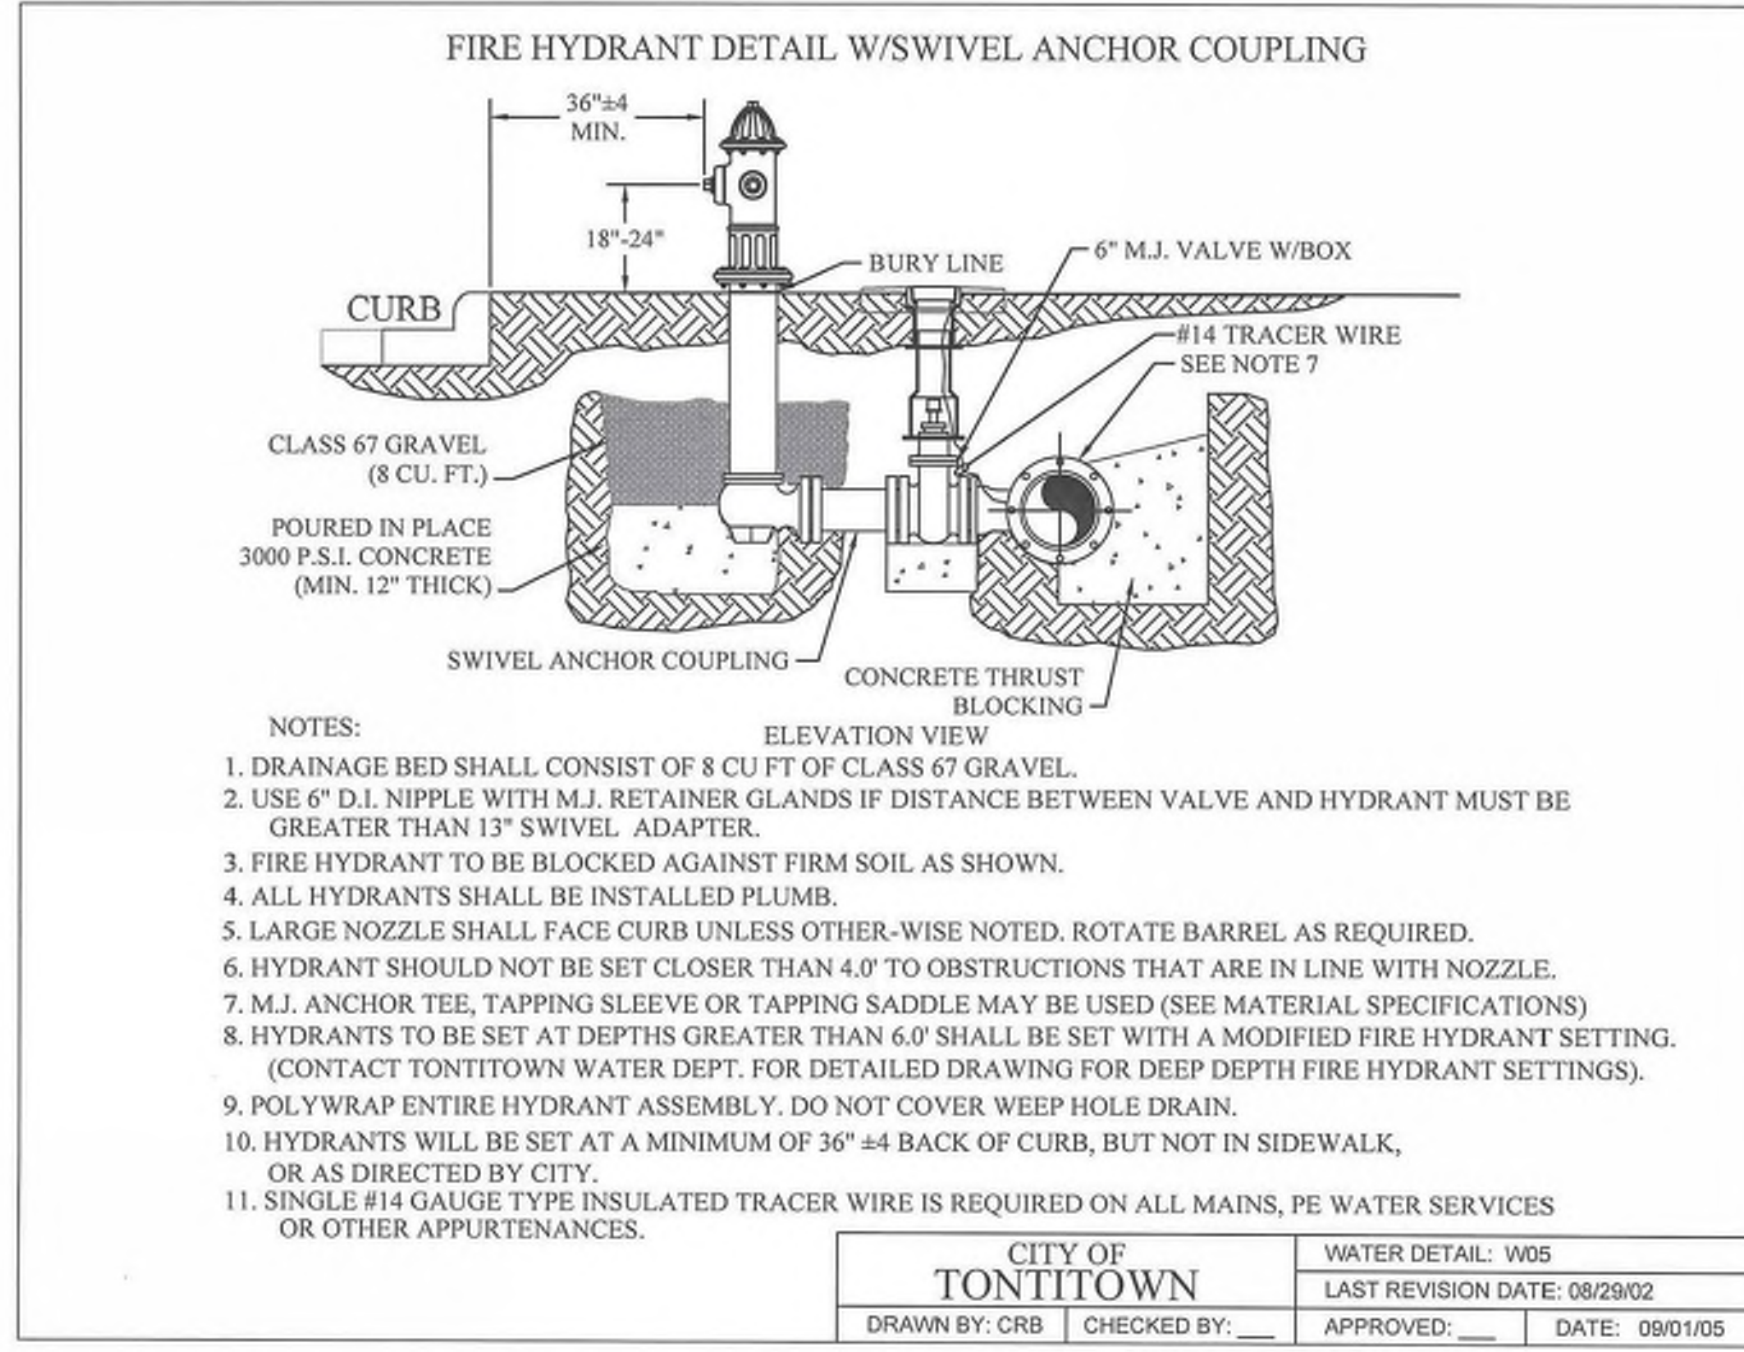 FIRE HYDRANT DETAIL W/SWIVEL ANCHOR COUPLING
36"±4
MIN.
18"-24"
BURY LINE
6" M.J. VALVE W/BOX
CURB
#14 TRACER WIRE
SEE NOTE 7
CLASS 67 GRAVEL
(8 CU. FT.)
POURED IN PLACE
3000 P.S.I. CONCRETE
(MIN. 12" THICK)
SWIVEL ANCHOR COUPLING
CONCRETE THRUST
BLOCKING
NOTES:
ELEVATION VIEW
1. DRAINAGE BED SHALL CONSIST OF 8 CU FT OF CLASS 67 GRAVEL.
2. USE 6" D.I. NIPPLE WITH M.J. RETAINER GLANDS IF DISTANCE BETWEEN VALVE AND HYDRANT MUST BE
GREATER THAN 13" SWIVEL ADAPTER.
3. FIRE HYDRANT TO BE BLOCKED AGAINST FIRM SOIL AS SHOWN.
4. ALL HYDRANTS SHALL BE INSTALLED PLUMB.
5. LARGE NOZZLE SHALL FACE CURB UNLESS OTHER-WISE NOTED. ROTATE BARREL AS REQUIRED.
6. HYDRANT SHOULD NOT BE SET CLOSER THAN 4.0' TO OBSTRUCTIONS THAT ARE IN LINE WITH NOZZLE.
7. M.J. ANCHOR TEE, TAPPING SLEEVE OR TAPPING SADDLE MAY BE USED (SEE MATERIAL SPECIFICATIONS)
8. HYDRANTS TO BE SET AT DEPTHS GREATER THAN 6.0' SHALL BE SET WITH A MODIFIED FIRE HYDRANT SETTING.
(CONTACT TONTITOWN WATER DEPT. FOR DETAILED DRAWING FOR DEEP DEPTH FIRE HYDRANT SETTINGS).
9. POLYWRAP ENTIRE HYDRANT ASSEMBLY. DO NOT COVER WEEP HOLE DRAIN.
10. HYDRANTS WILL BE SET AT A MINIMUM OF 36" ±4 BACK OF CURB, BUT NOT IN SIDEWALK,
OR AS DIRECTED BY CITY.
11. SINGLE #14 GAUGE TYPE INSULATED TRACER WIRE IS REQUIRED ON ALL MAINS, PE WATER SERVICES
OR OTHER APPURTENANCES.
CITY OF
TONTITOWN
DRAWN BY: CRB
CHECKED BY: ___
WATER DETAIL: W05
LAST REVISION DATE: 08/29/02
APPROVED: ___
DATE: 09/01/05